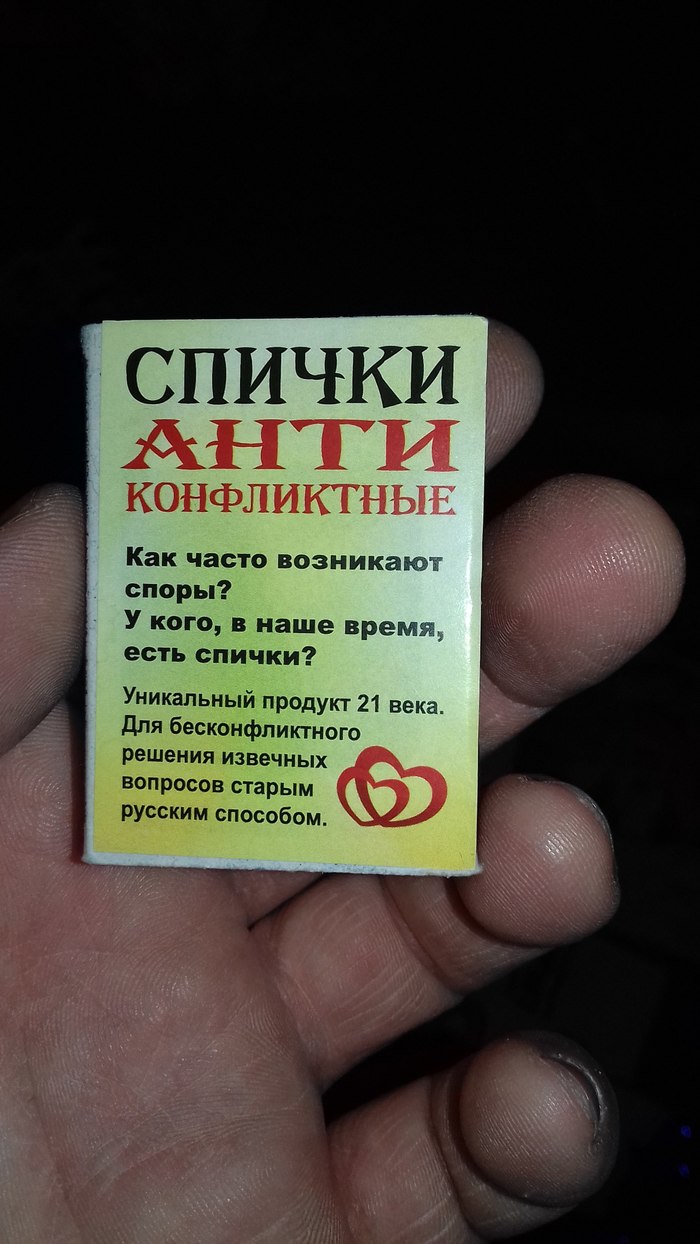 СПИЧКИ
АНТИ
КОНФЛИКТНЫЕ
Как часто возникают
споры?
У кого, в наше время,
есть спички?
Уникальный продукт 21 века.
Для бесконфликтного
решения извечных
вопросов старым
русским способом.